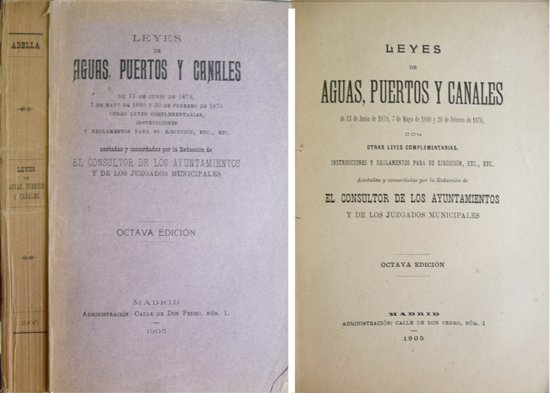 ABELLA
LEYES
DE
AGUAS, PUERTOS
Y CANALES
1905
LEYES
DE
AGUAS, PUERTOS Y CANALES
DE 13 DE JUNIO DE 1879,
7 DE MAYO DE 1880 Y 20 DE FEBRERO DE 1870
OTRAS LEYES COMPLEMENTARIAS,
INSTRUCCIONES
Y REGLAMENTOS PARA SU EJECUCIÓN, ETC., ETC.
anotadas y concordadas por la Redacción de
EL CONSULTOR DE LOS AYUNTAMIENTOS
Y DE LOS JUZGADOS MUNICIPALES
OCTAVA EDICIÓN
MADRID
ADMINISTRACIÓN: CALLE DE DON PEDRO, NÚM. 1.
1905
LEYES
DE
AGUAS, PUERTOS Y CANALES
de 13 de Junio de 1879, 7 de Mayo de 1880 y 20 de Febrero de 1870,
CON
OTRAS LEYES COMPLEMENTARIAS,
INSTRUCCIONES Y REGLAMENTOS PARA SU EJECUCIÓN, ETC., ETC.
Anotadas y concordadas por la Redacción de
EL CONSULTOR DE LOS AYUNTAMIENTOS
Y DE LOS JUZGADOS MUNICIPALES
OCTAVA EDICIÓN
MADRID
ADMINISTRACIÓN: CALLE DE DON PEDRO, NÚM. 1
1905